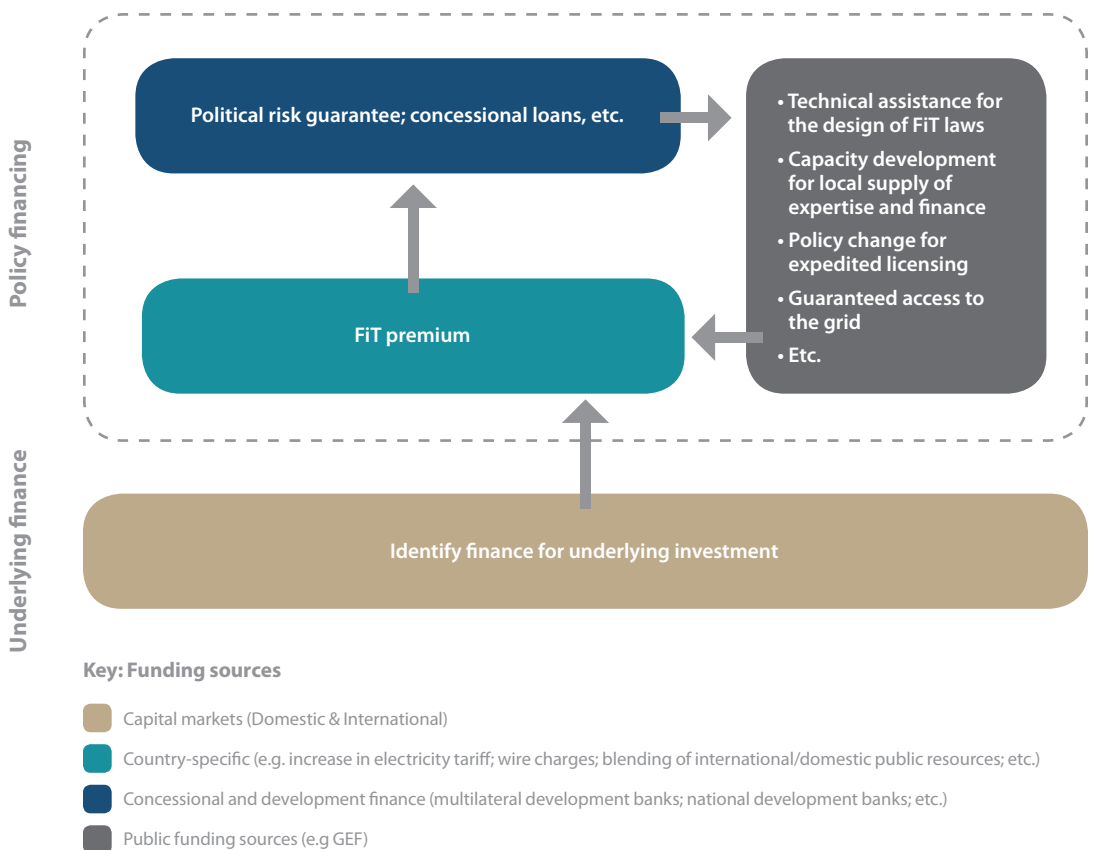 Policy financing
Political risk guarantee; concessional loans, etc.
• Technical assistance for
the design of FiT laws
• Capacity development
for local supply of
expertise and finance
• Policy change for
expedited licensing
• Guaranteed access to
the grid
• Etc.
FiT premium
Underlying finance
Identify finance for underlying investment
Key: Funding sources
Capital markets (Domestic & International)
Country-specific (e.g. increase in electricity tariff; wire charges; blending of international/domestic public resources; etc.)
Concessional and development finance (multilateral development banks; national development banks; etc.)
Public funding sources (e.g GEF)